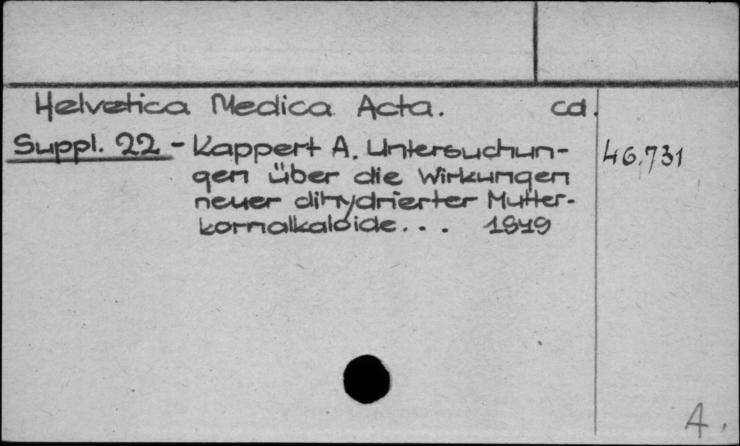 Helvetica Medica Acta. cd.
Suppl. 22 - Kappert A. Untersuchun- 46.731
gen über die Wirkungen
neuer dihydrierter Mutter-
kornalkaloide... 1949
A.